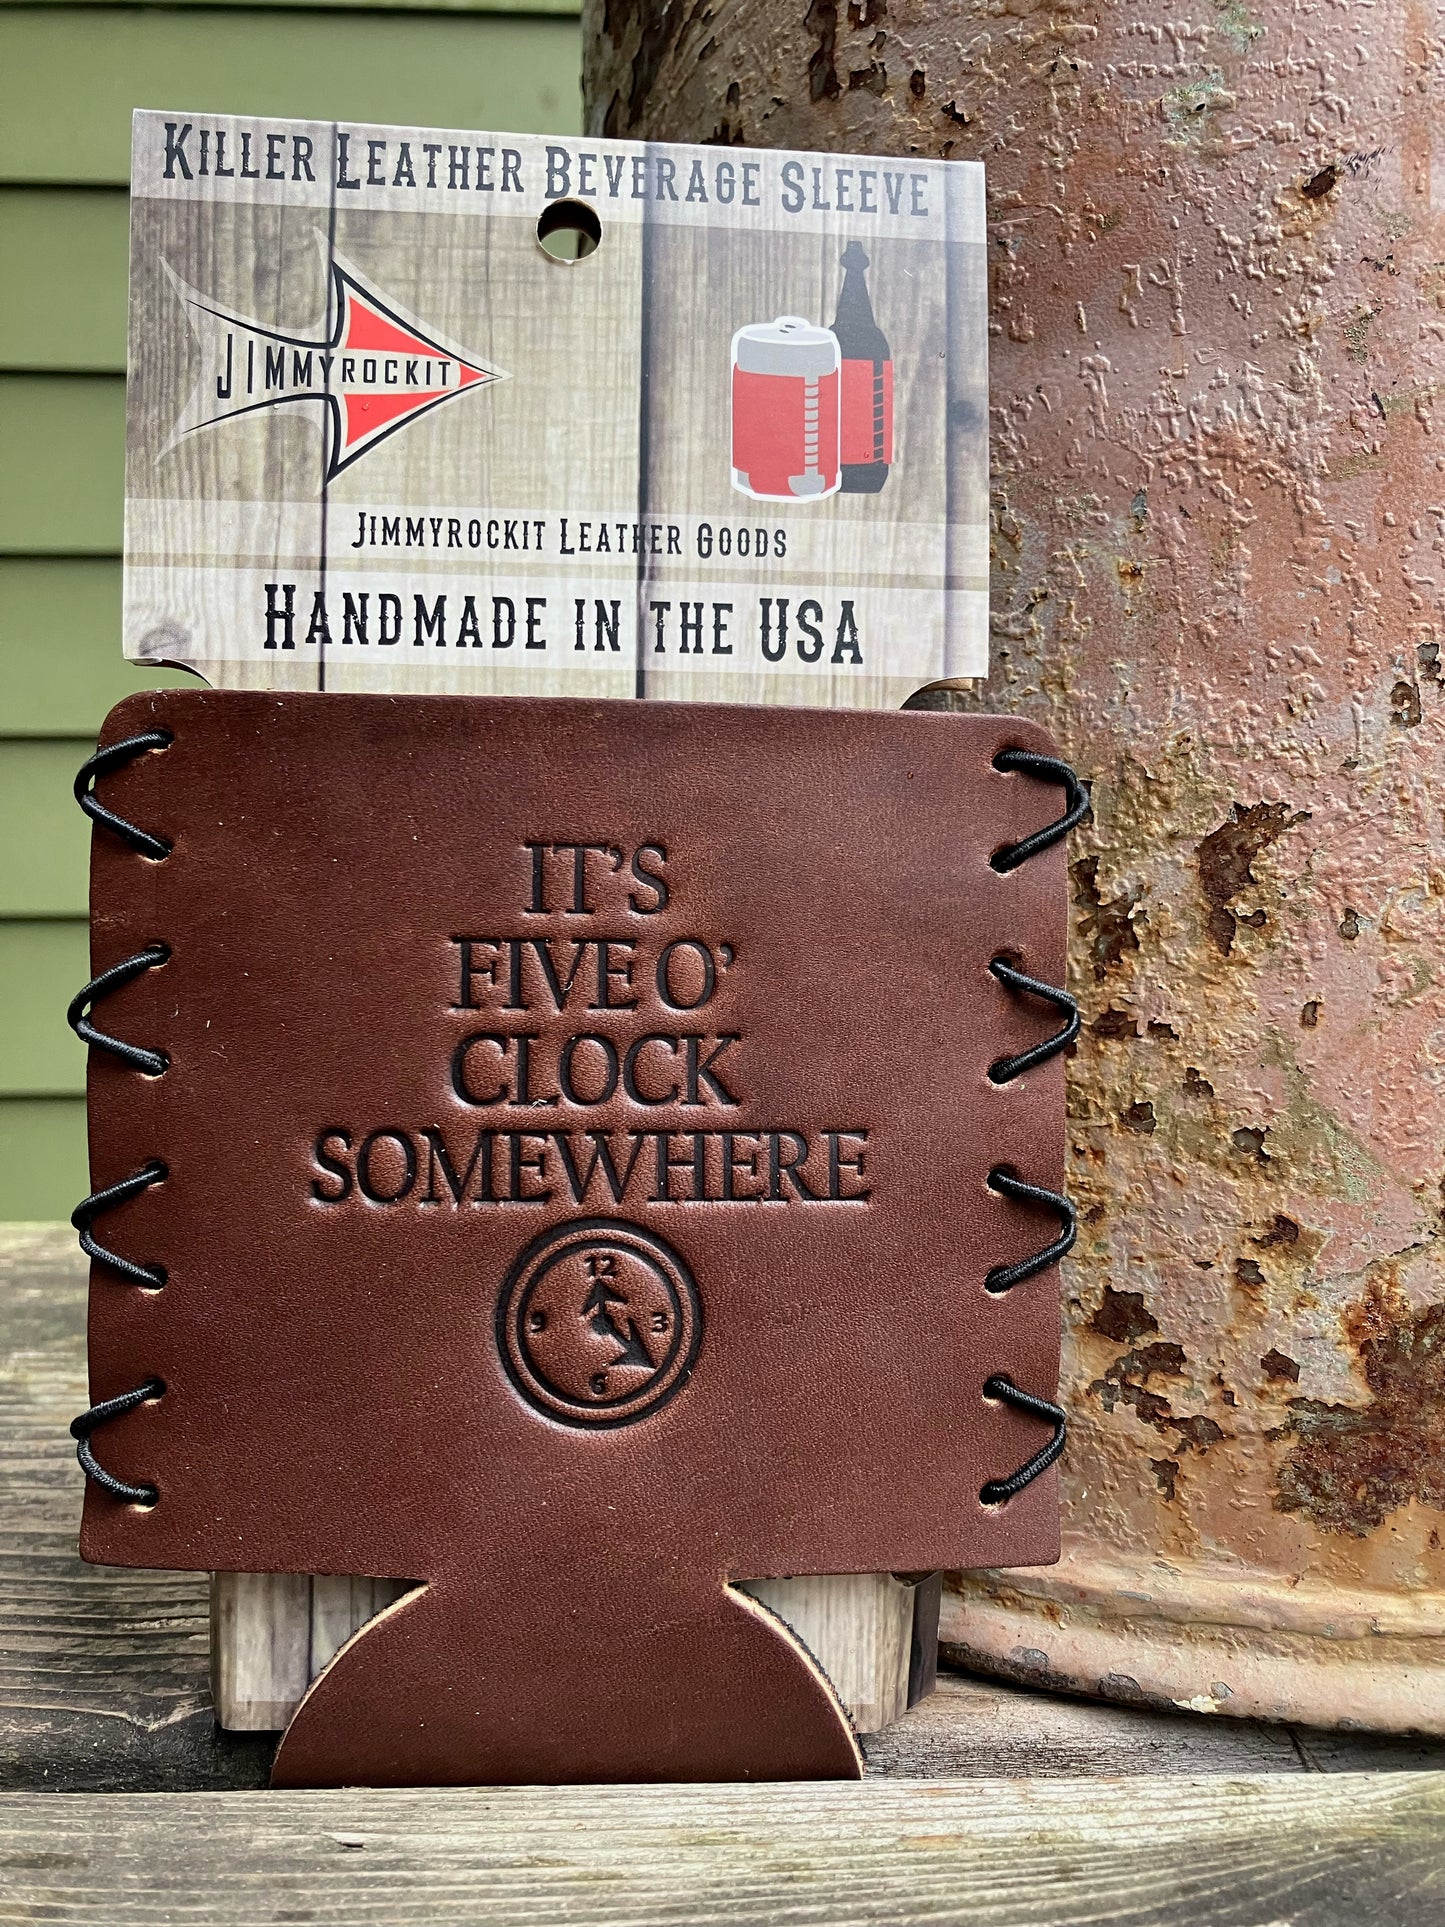 KILLER LEATHER BEVERAGE SLEEVE
JIMMYROCKIT
JIMMYROCKIT LEATHER GOODS
HANDMADE IN THE USA
IT'S
FIVE O'
CLOCK
SOMEWHERE
12
9 3
6